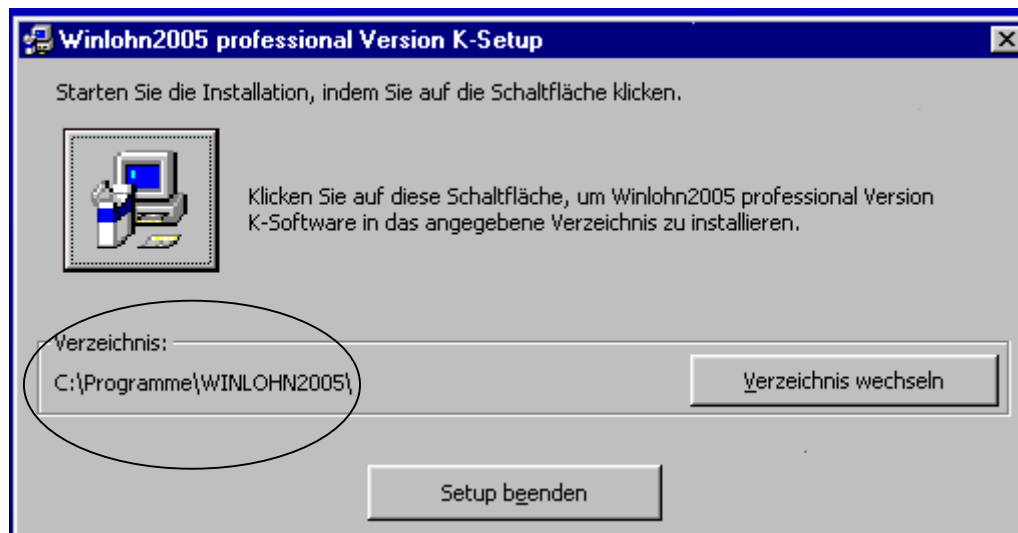 Winlohn2005 professional Version K-Setup
Starten Sie die Installation, indem Sie auf die Schaltfläche klicken.
Klicken Sie auf diese Schaltfläche, um Winlohn2005 professional Version
K-Software in das angegebene Verzeichnis zu installieren.
Verzeichnis:
C:\Programme\WINLOHN2005\
Verzeichnis wechseln
Setup beenden